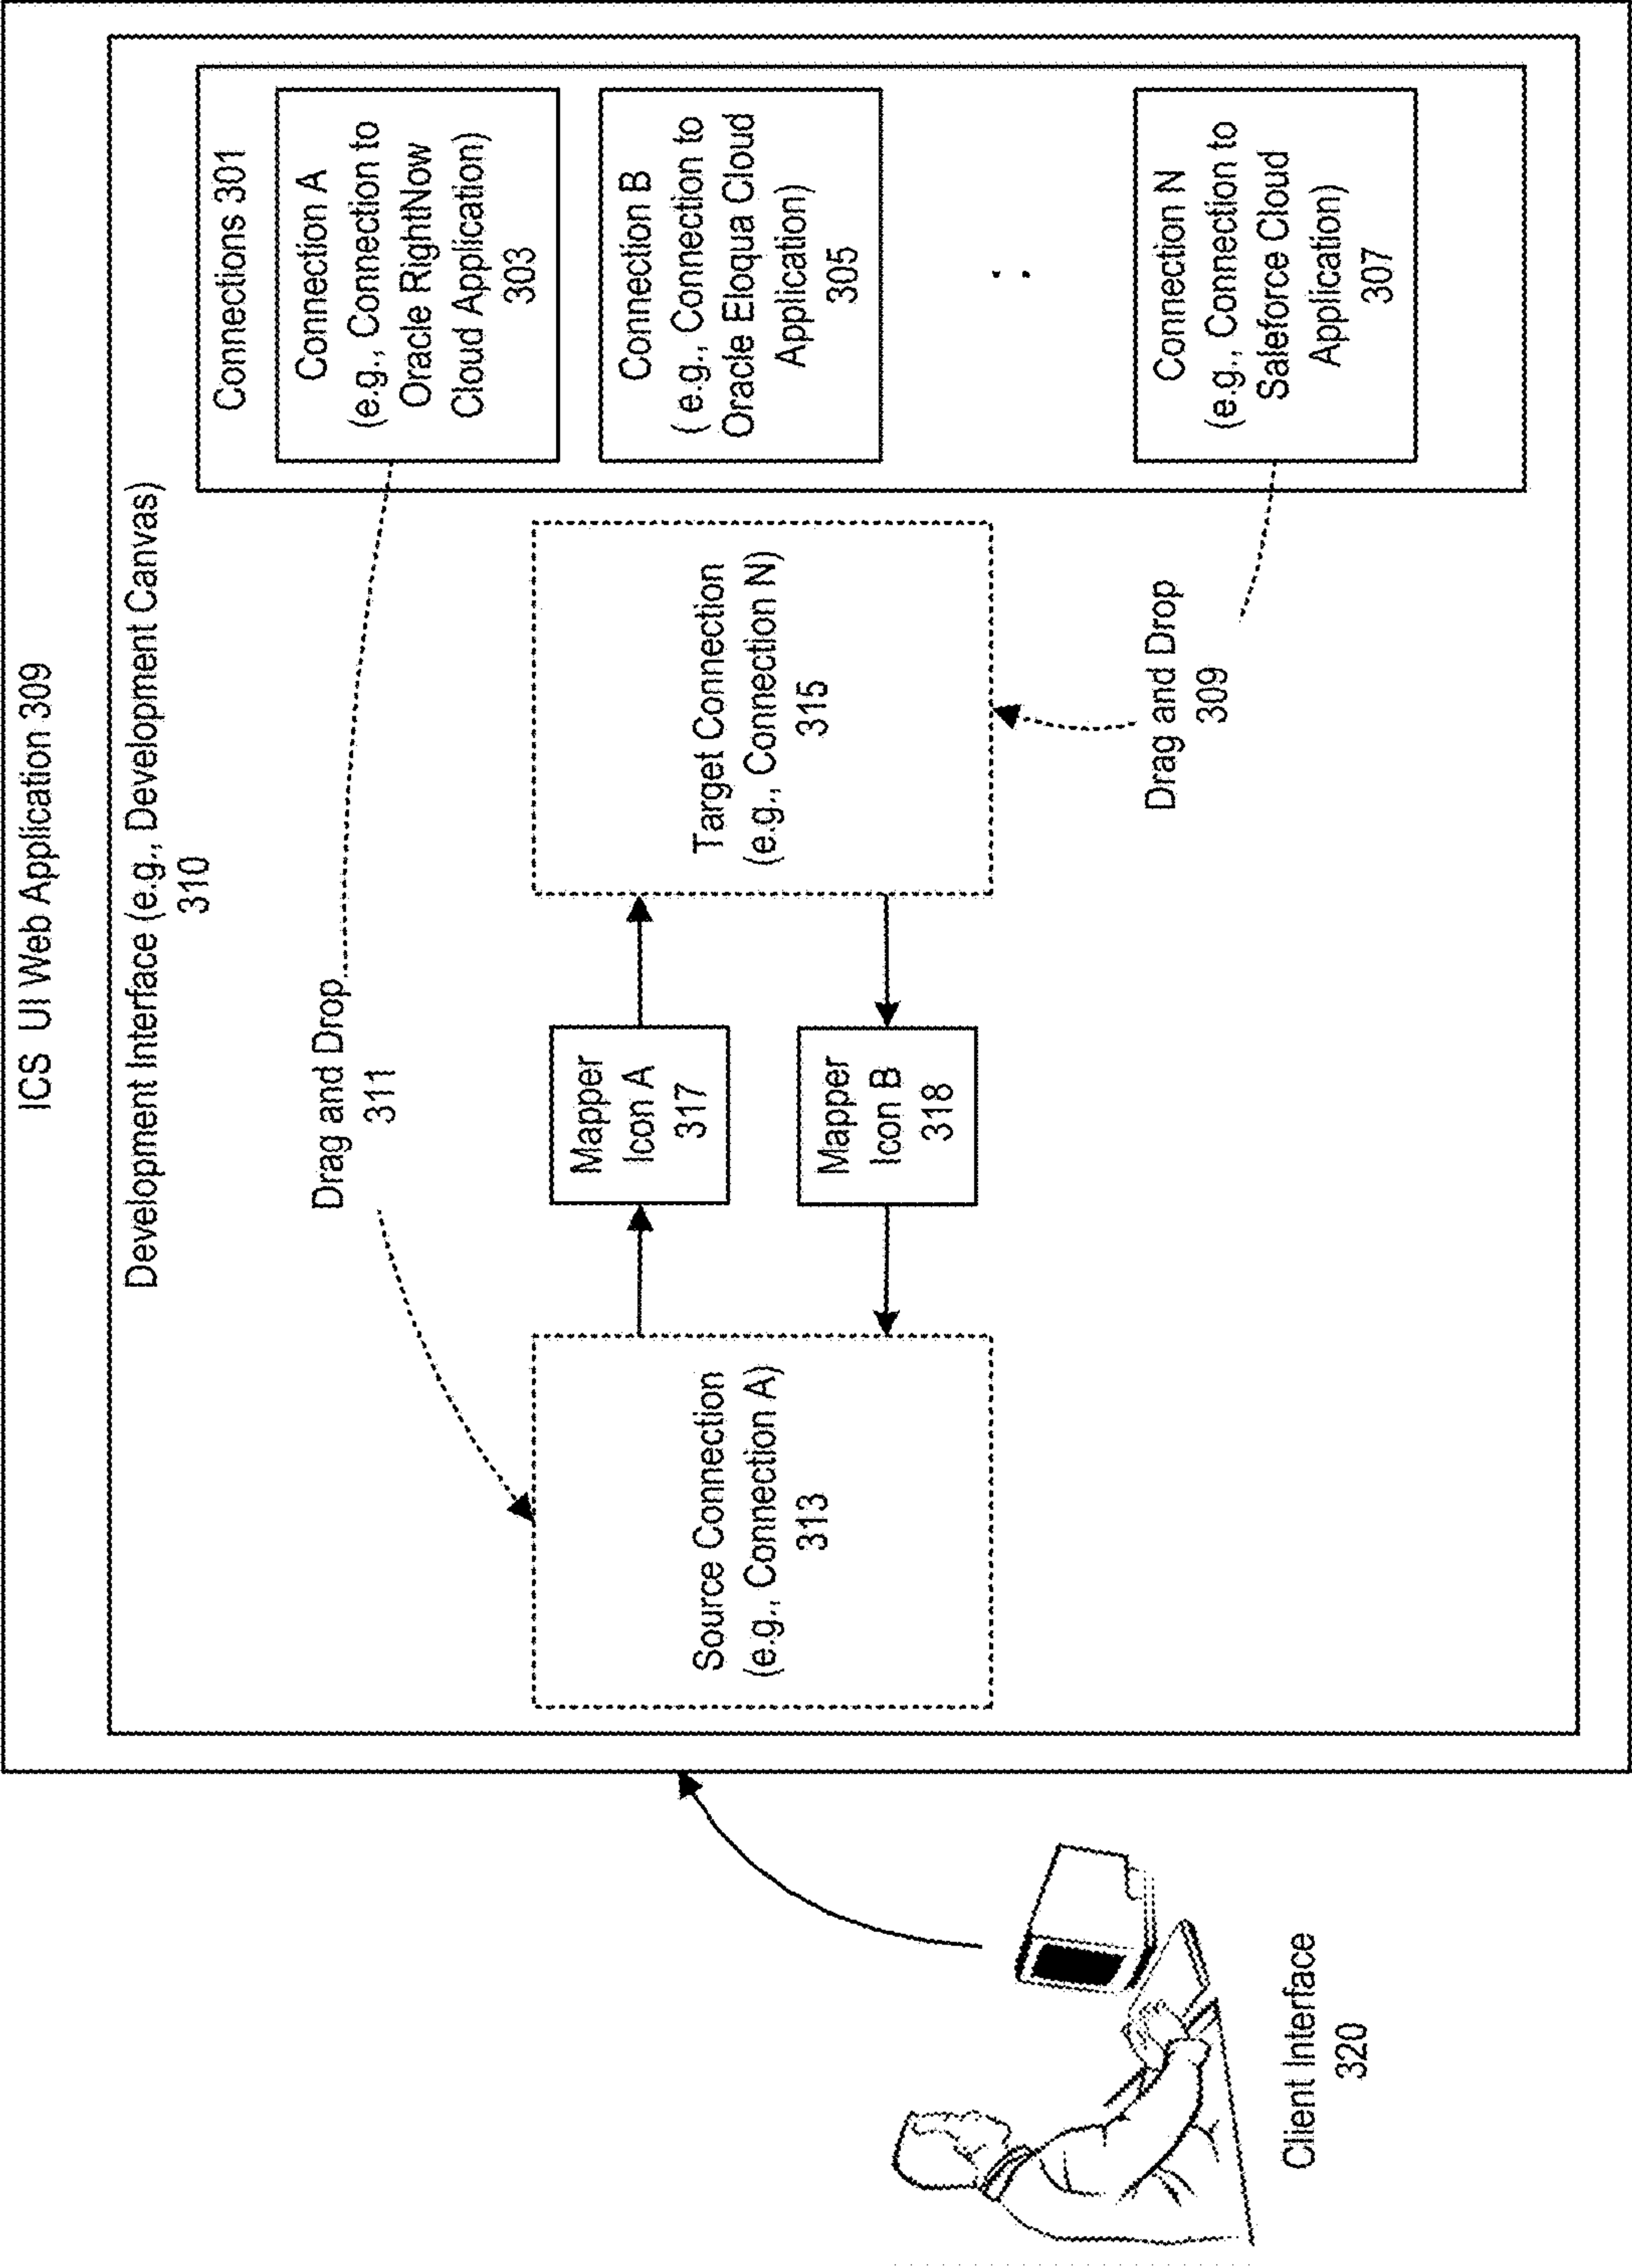 ICS UI Web Application 309
Development Interface (e.g., Development Canvas)
310
Connections 301
Connection A
(e.g., Connection to
Oracle RightNow
Cloud Application)
303
Connection B
( e.g., Connection to
Oracle Eloqua Cloud
Application)
305
Connection N
(e.g., Connection to
Saleforce Cloud
Application)
307
Drag and Drop
311
Source Connection
(e.g., Connection A)
313
Mapper
Icon A
317
Mapper
Icon B
318
Target Connection
(e.g., Connection N)
315
Drag and Drop
309
Client Interface
320